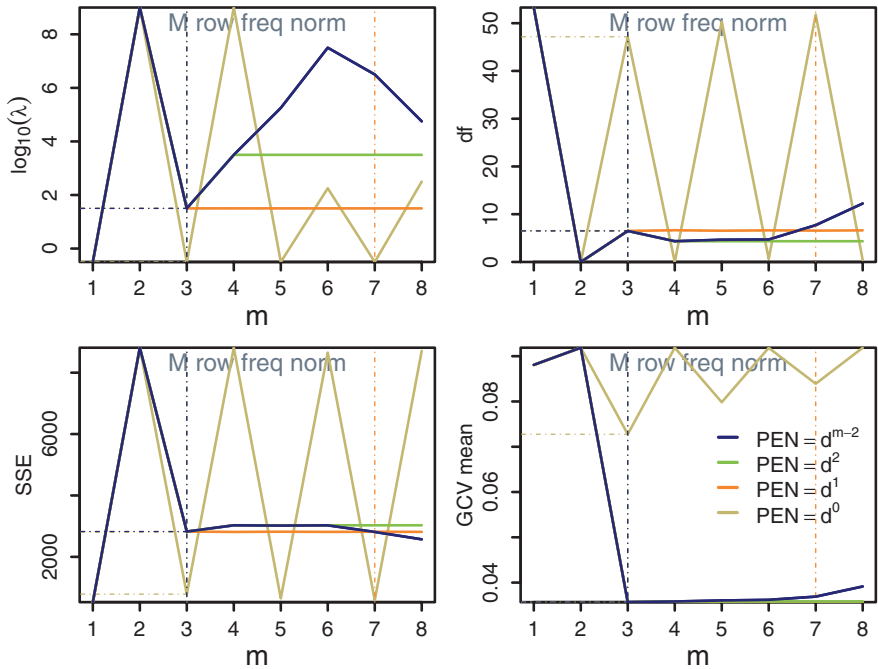 M row freq norm
log10(λ)
8
6
4
2
0
1 2 3 4 5 6 7 8
m
M row freq norm
df
50
40
30
20
10
0
1 2 3 4 5 6 7 8
m
M row freq norm
SSE
6000
2000
1 2 3 4 5 6 7 8
m
M row freq norm
GCV mean
0.08
0.06
0.04
PEN = d^m−2
PEN = d^2
PEN = d^1
PEN = d^0
1 2 3 4 5 6 7 8
m